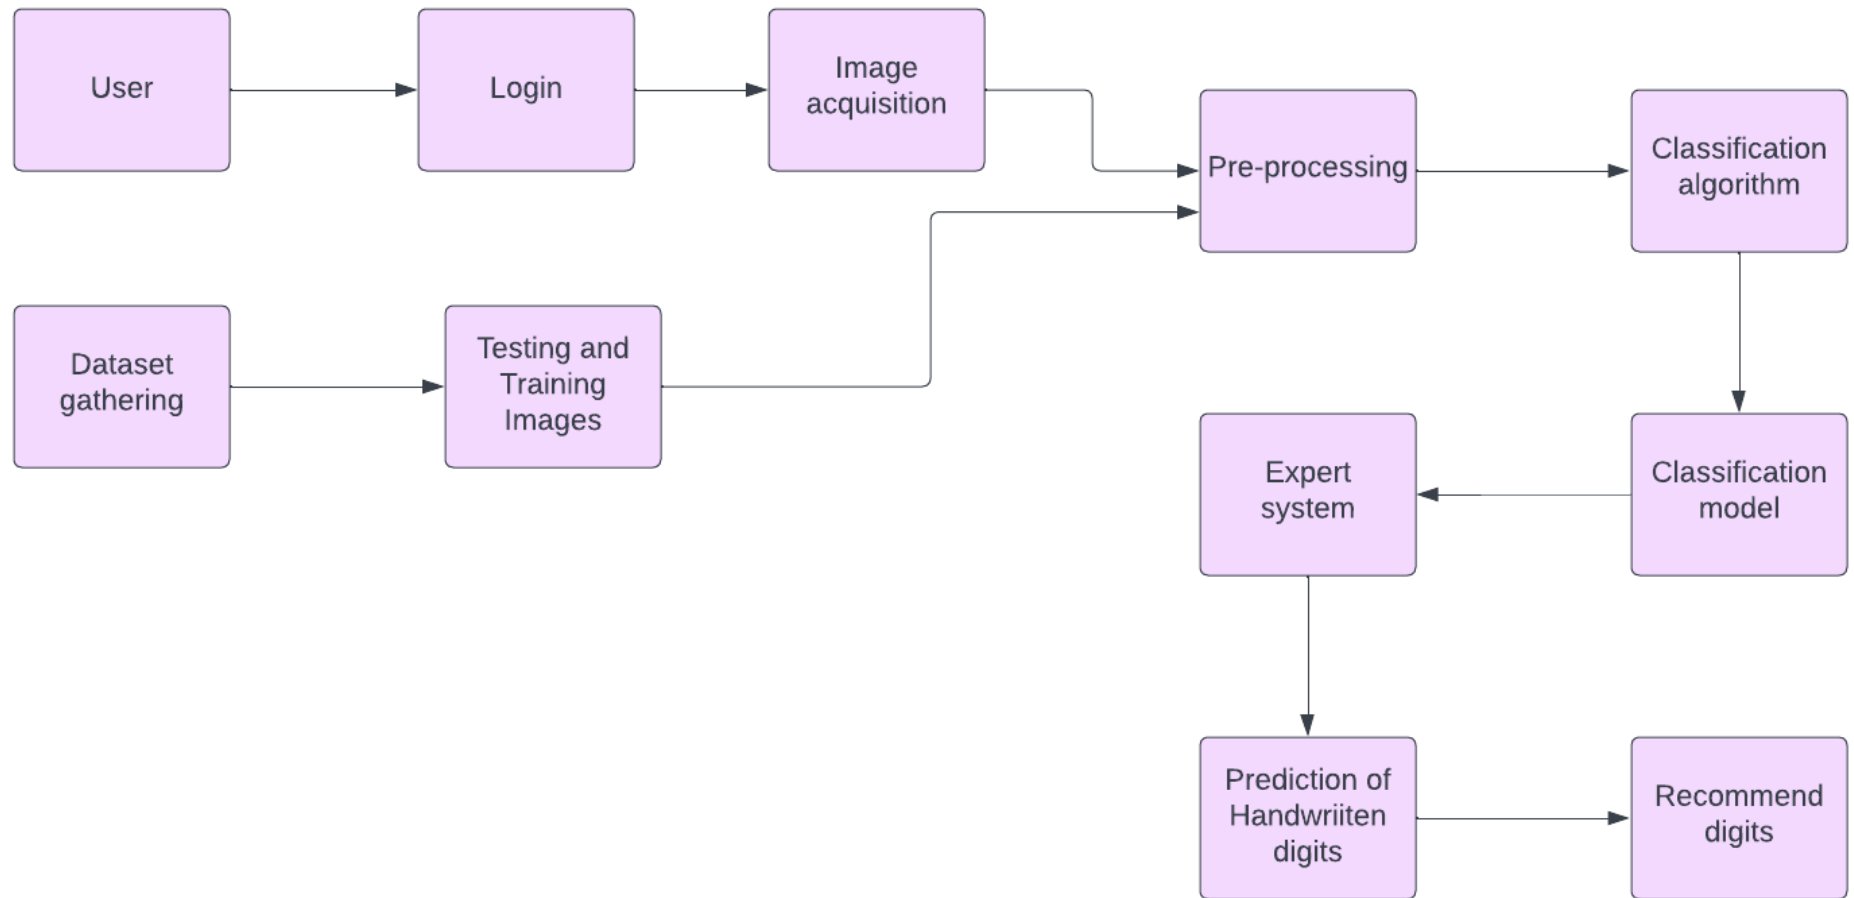 User
Login
Image
acquisition
Pre-processing
Classification
algorithm
Dataset
gathering
Testing and
Training
Images
Expert
system
Classification
model
Prediction of
Handwriiten
digits
Recommend
digits